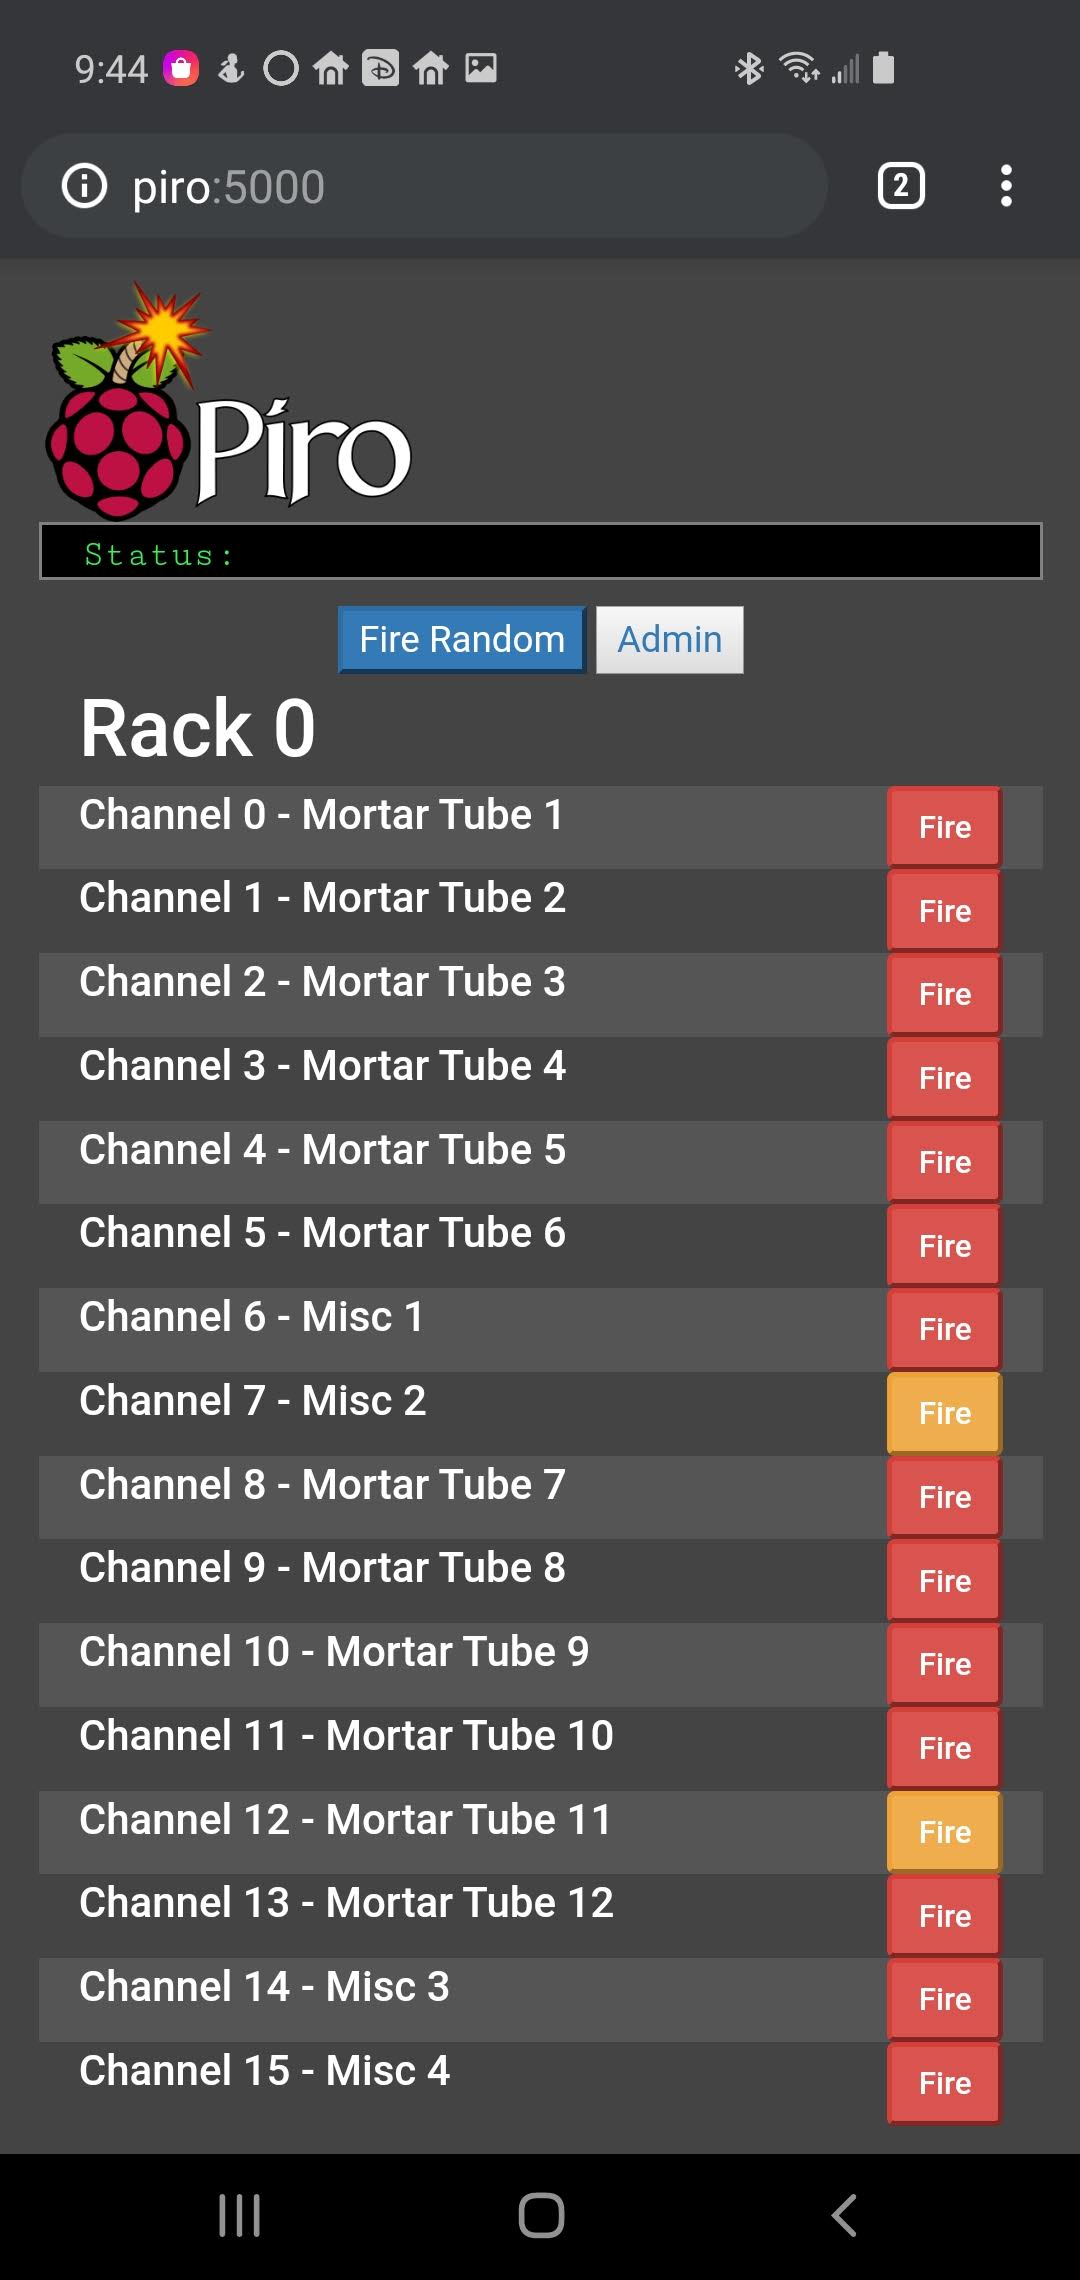 9:44
piro:5000
2
Piro
Status:
Fire Random
Admin
Rack 0
Channel 0 - Mortar Tube 1 Fire
Channel 1 - Mortar Tube 2 Fire
Channel 2 - Mortar Tube 3 Fire
Channel 3 - Mortar Tube 4 Fire
Channel 4 - Mortar Tube 5 Fire
Channel 5 - Mortar Tube 6 Fire
Channel 6 - Misc 1 Fire
Channel 7 - Misc 2 Fire
Channel 8 - Mortar Tube 7 Fire
Channel 9 - Mortar Tube 8 Fire
Channel 10 - Mortar Tube 9 Fire
Channel 11 - Mortar Tube 10 Fire
Channel 12 - Mortar Tube 11 Fire
Channel 13 - Mortar Tube 12 Fire
Channel 14 - Misc 3 Fire
Channel 15 - Misc 4 Fire